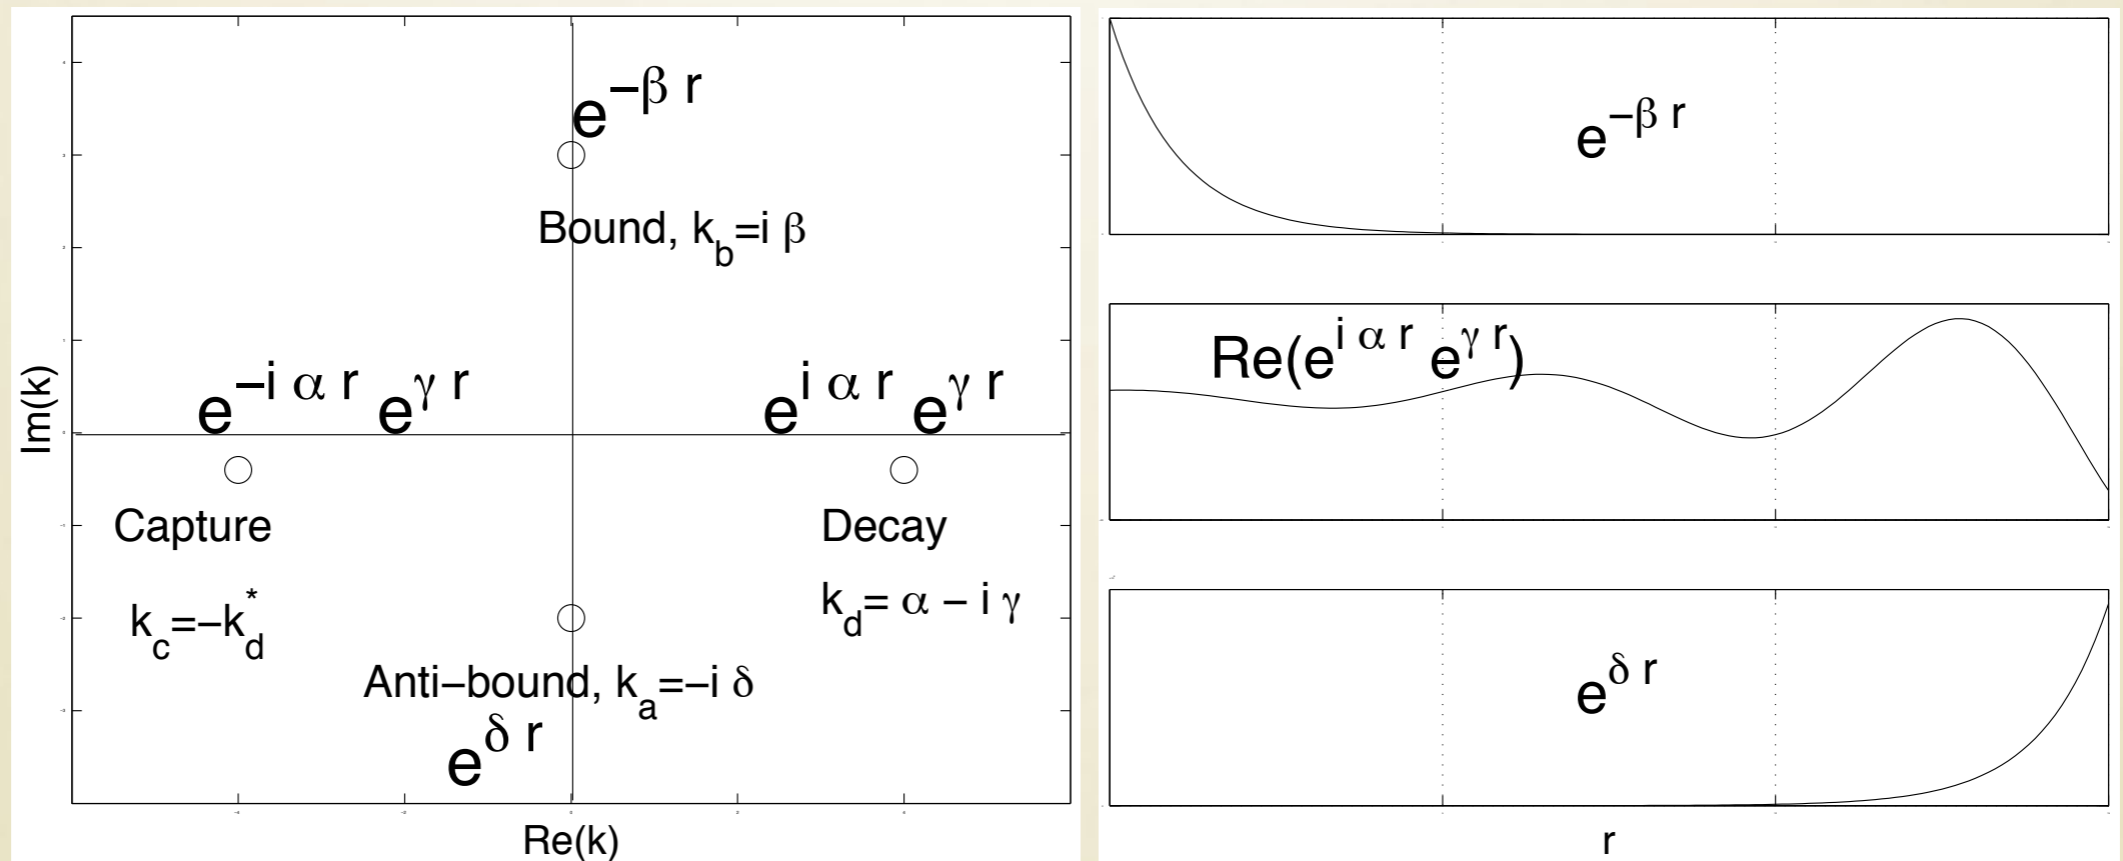 e^{−β r}
Bound, k_b=i β
e^{−i α r} e^{γ r}
e^{i α r} e^{γ r}
Im(k)
Capture
Decay
k_c=−k_d^*
k_d= α − i γ
Anti−bound, k_a=−i δ
e^{δ r}
Re(k)
e^{−β r}
Re(e^{i α r} e^{γ r})
e^{δ r}
r